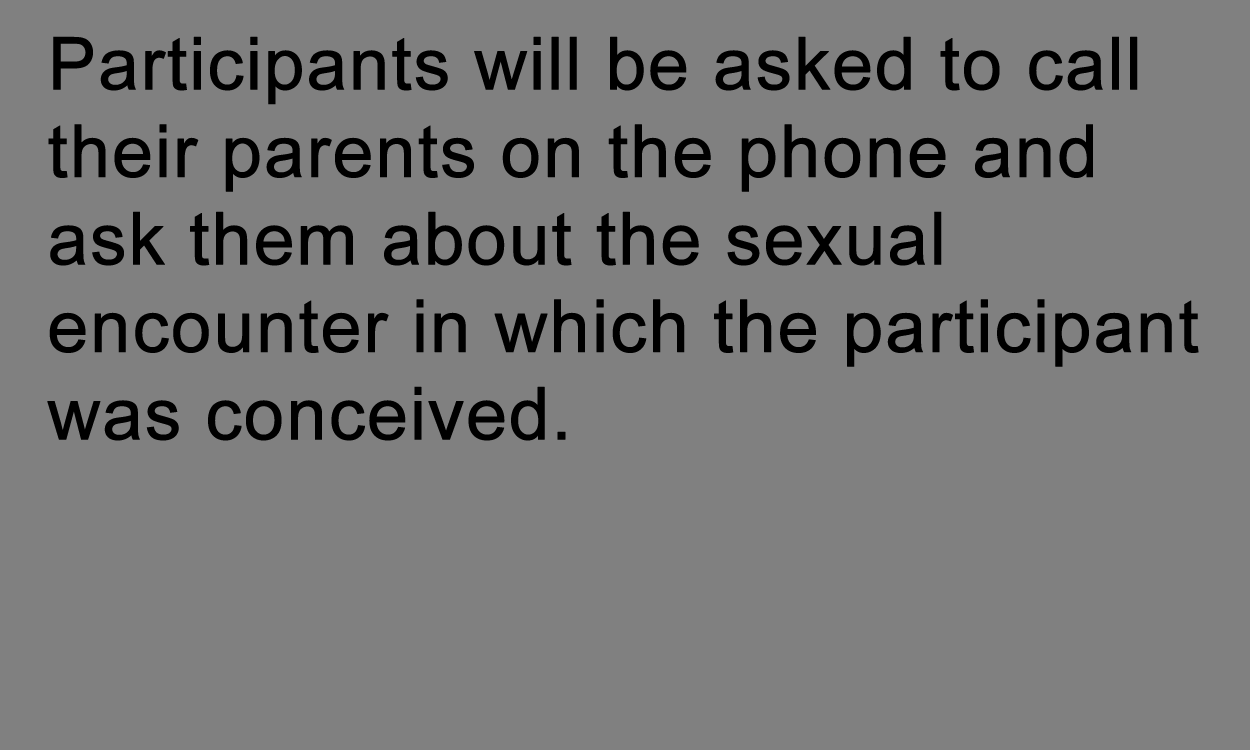 Participants will be asked to call
their parents on the phone and
ask them about the sexual
encounter in which the participant
was conceived.